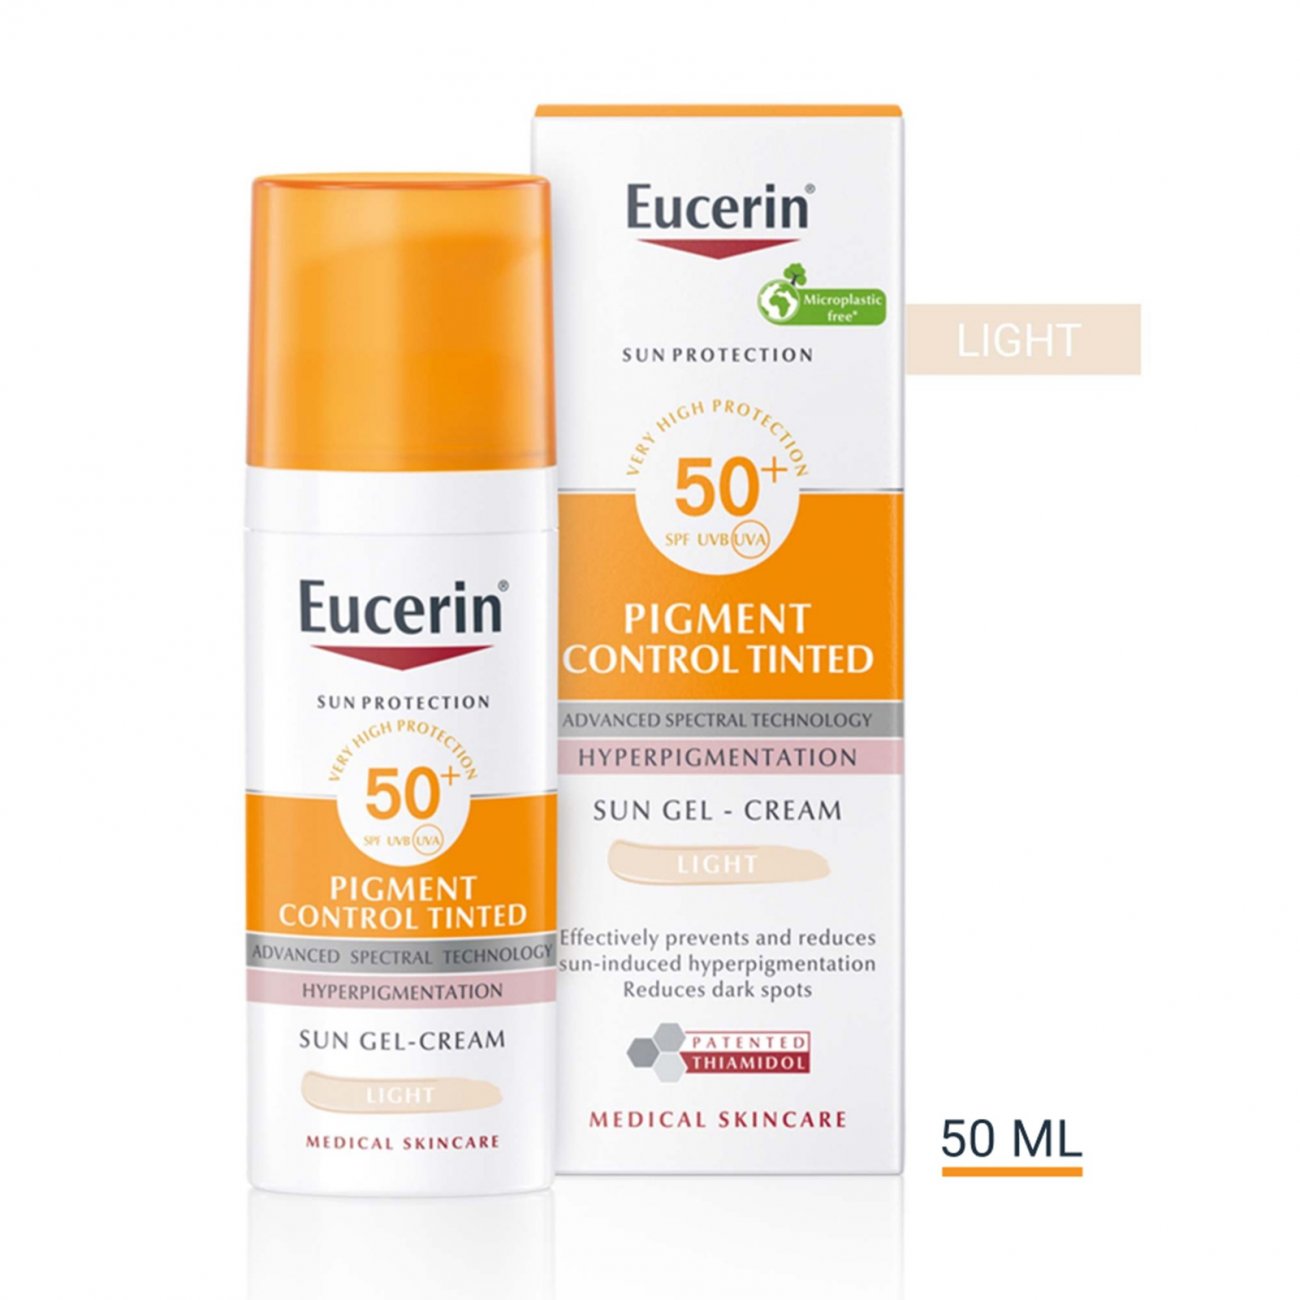 Eucerin®
SUN PROTECTION
VERY HIGH PROTECTION
50+
SPF UVB UVA
PIGMENT
CONTROL TINTED
ADVANCED SPECTRAL TECHNOLOGY
HYPERPIGMENTATION
SUN GEL-CREAM
LIGHT
MEDICAL SKINCARE
Eucerin®
Microplastic
free*
SUN PROTECTION
VERY HIGH PROTECTION
50+
SPF UVB UVA
PIGMENT
CONTROL TINTED
ADVANCED SPECTRAL TECHNOLOGY
HYPERPIGMENTATION
SUN GEL - CREAM
LIGHT
Effectively prevents and reduces
sun-induced hyperpigmentation
Reduces dark spots
PATENTED
THIAMIDOL
MEDICAL SKINCARE
LIGHT
50 ML